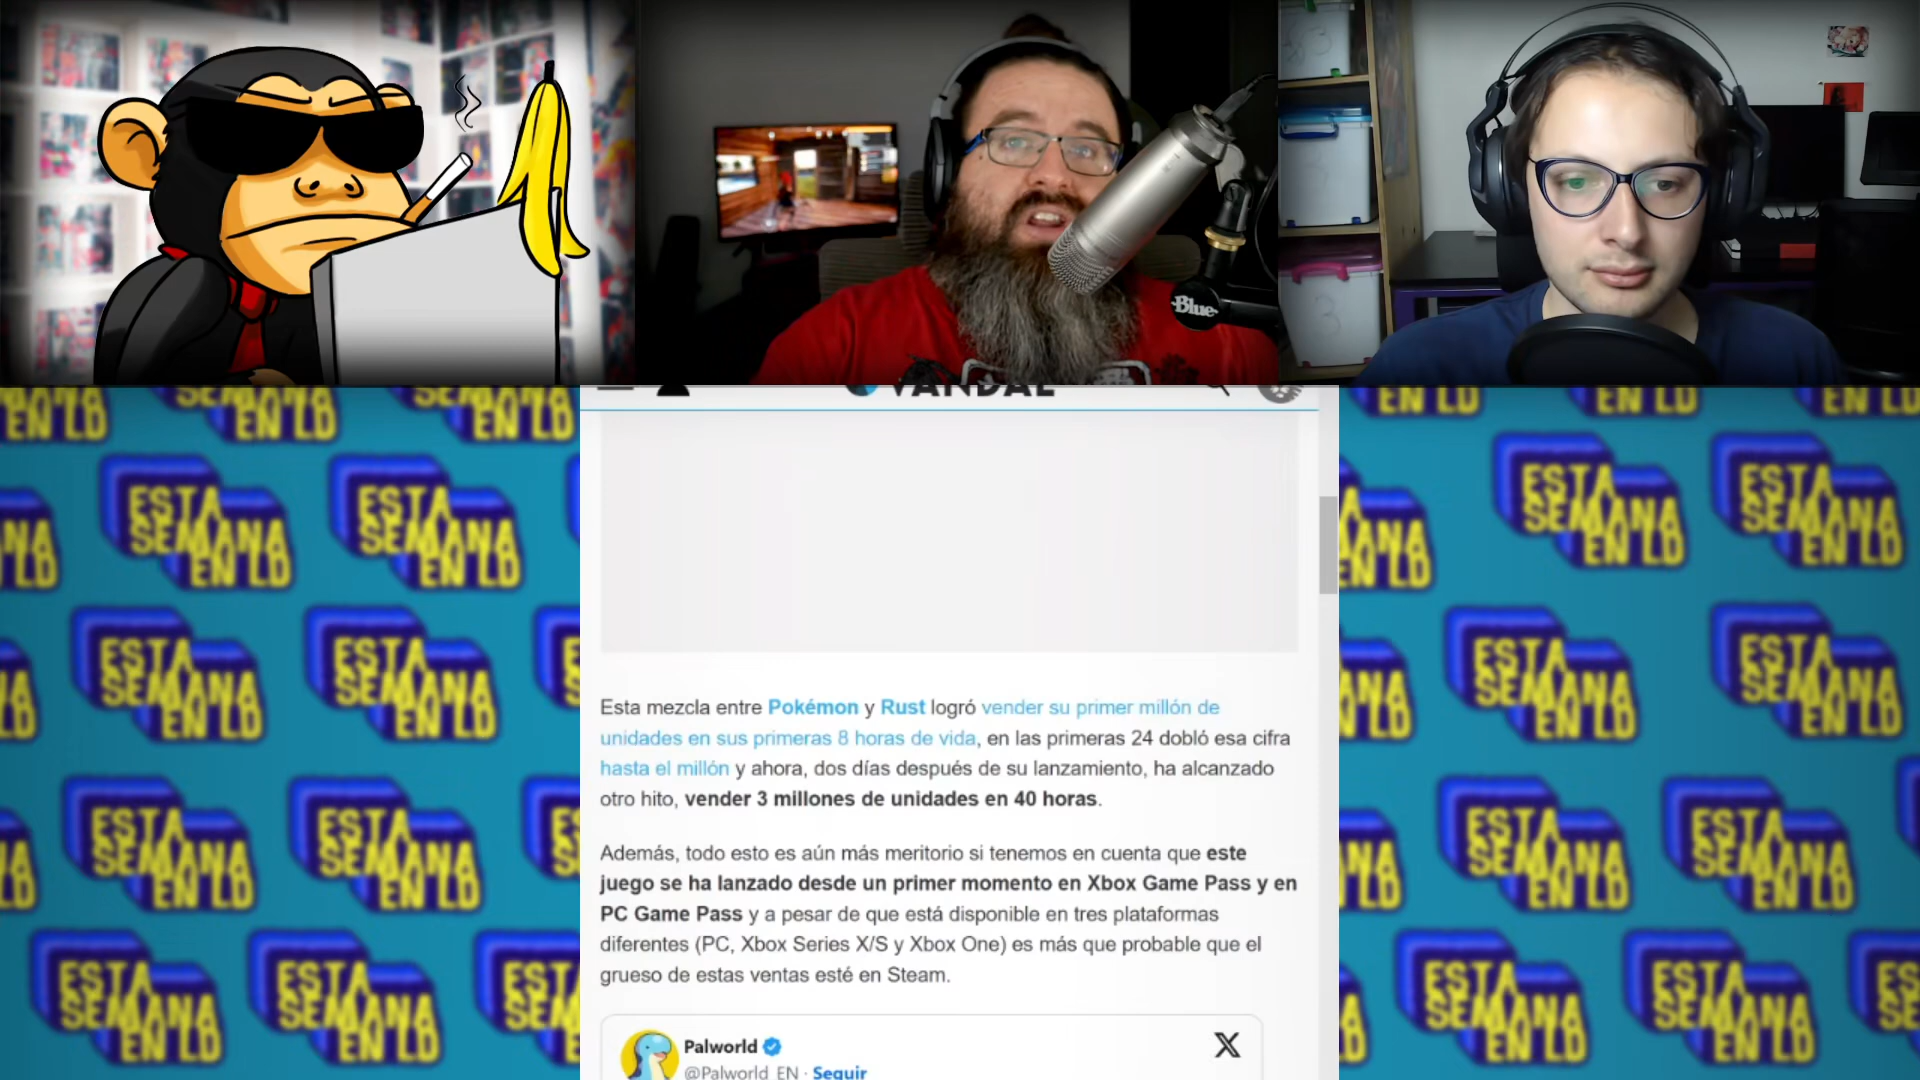 Blue
VANDAL
Esta mezcla entre Pokémon y Rust logró vender su primer millón de
unidades en sus primeras 8 horas de vida, en las primeras 24 dobló esa cifra
hasta el millón y ahora, dos días después de su lanzamiento, ha alcanzado
otro hito, vender 3 millones de unidades en 40 horas.
Además, todo esto es aún más meritorio si tenemos en cuenta que este
juego se ha lanzado desde un primer momento en Xbox Game Pass y en
PC Game Pass y a pesar de que está disponible en tres plataformas
diferentes (PC, Xbox Series X/S y Xbox One) es más que probable que el
grueso de estas ventas esté en Steam.
Palworld
@Palworld_EN · Seguir
X
ESTA
SEMANA
EN LD